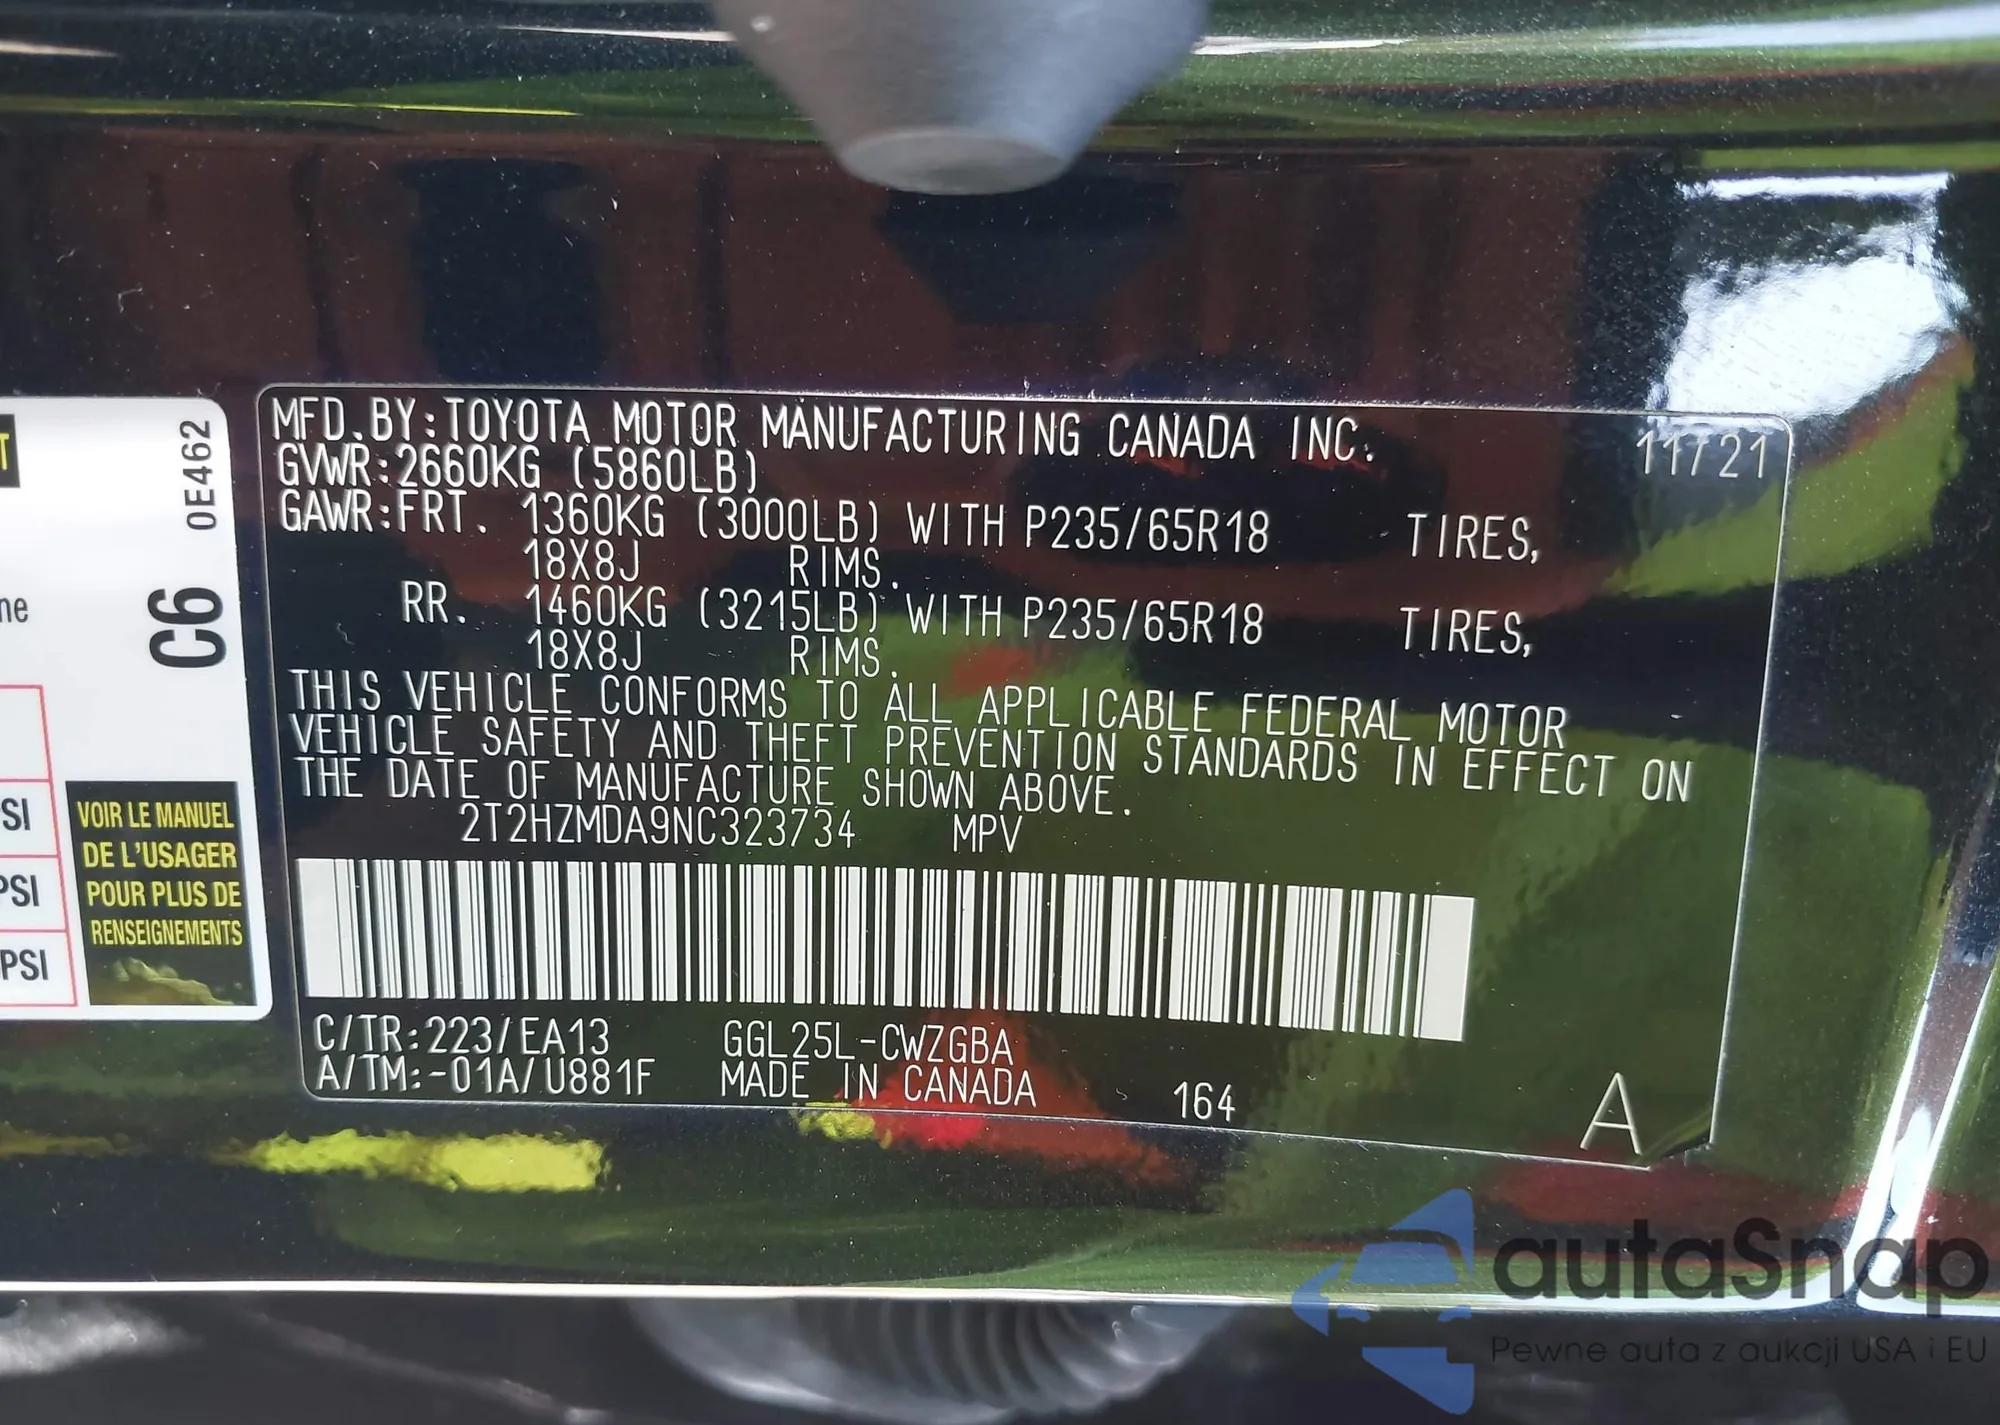 T
0E462
C6
ne
SI
PSI
PSI
VOIR LE MANUEL
DE L'USAGER
POUR PLUS DE
RENSEIGNEMENTS
MFD.BY:TOYOTA MOTOR MANUFACTURING CANADA INC. 11/21
GVWR:2660KG (5860LB)
GAWR:FRT. 1360KG (3000LB) WITH P235/65R18 TIRES,
18X8J RIMS.
RR. 1460KG (3215LB) WITH P235/65R18 TIRES,
18X8J RIMS.
THIS VEHICLE CONFORMS TO ALL APPLICABLE FEDERAL MOTOR
VEHICLE SAFETY AND THEFT PREVENTION STANDARDS IN EFFECT ON
THE DATE OF MANUFACTURE SHOWN ABOVE.
2T2HZMDA9NC323734 MPV
C/TR:223/EA13 GGL25L-CWZGBA
A/TM:-01A/U881F MADE IN CANADA 164 A
autaSnap
Pewne auta z aukcji USA i EU